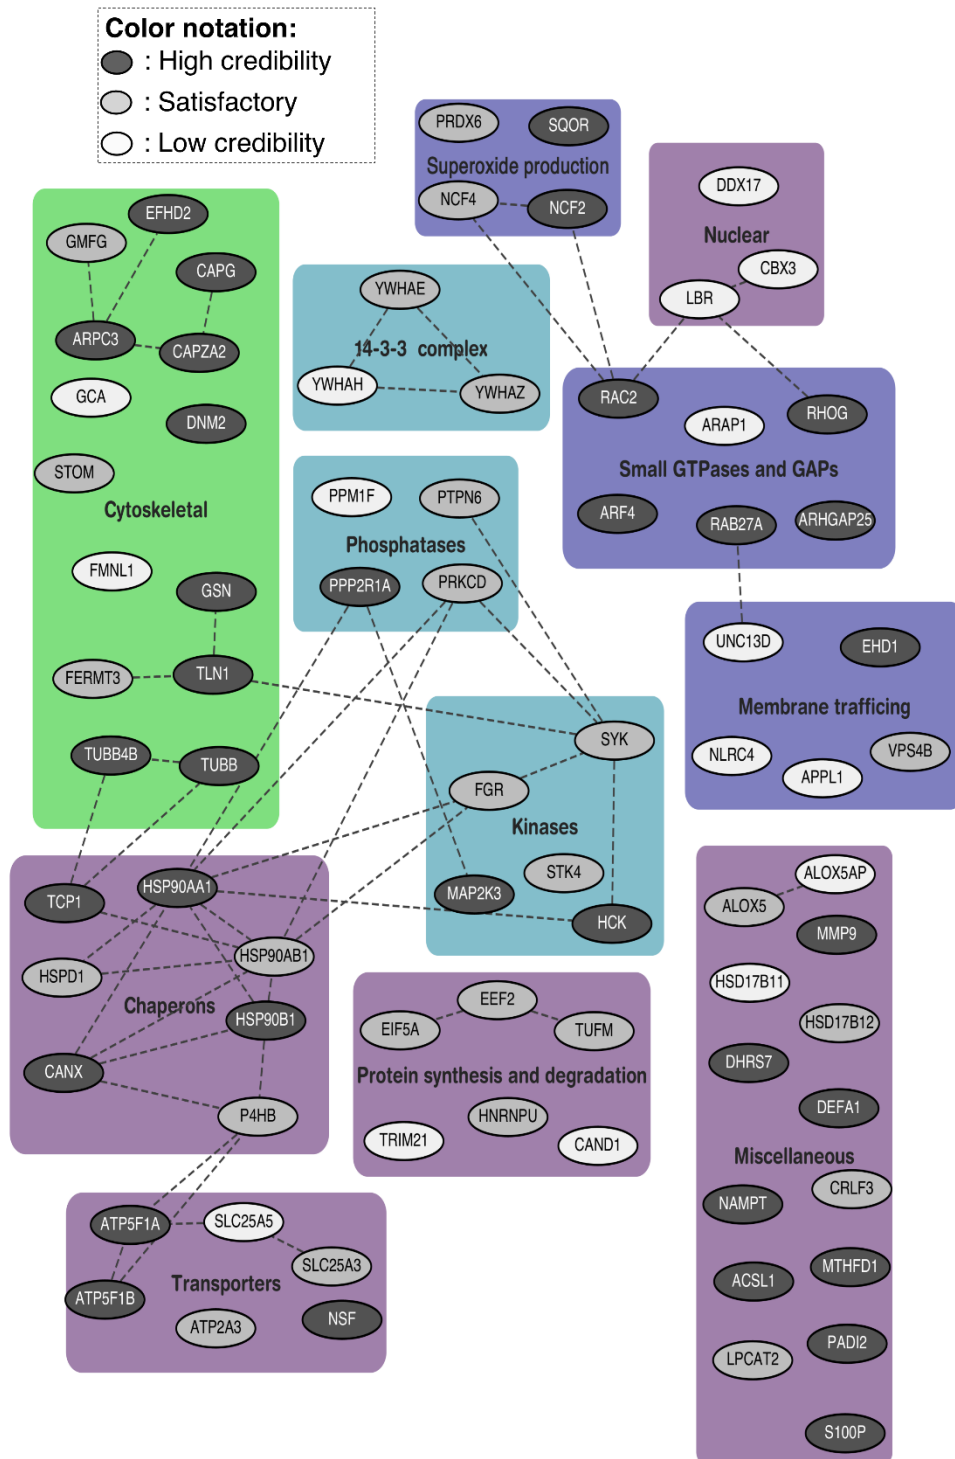 Color notation:
: High credibility
: Satisfactory
: Low credibility
PRDX6
SQOR
Superoxide production
NCF4
NCF2
DDX17
Nuclear
CBX3
LBR
EFHD2
GMFG
CAPG
ARPC3
CAPZA2
GCA
DNM2
STOM
Cytoskeletal
FMNL1
GSN
FERMT3
TLN1
TUBB4B
TUBB
YWHAE
14-3-3 complex
YWHAH
YWHAZ
RAC2
ARAP1
RHOG
Small GTPases and GAPs
ARF4
RAB27A
ARHGAP25
PPM1F
PTPN6
Phosphatases
PPP2R1A
PRKCD
UNC13D
EHD1
Membrane trafficing
NLRC4
APPL1
VPS4B
SYK
FGR
Kinases
STK4
MAP2K3
HCK
TCP1
HSP90AA1
HSPD1
HSP90AB1
Chaperons
HSP90B1
CANX
P4HB
EEF2
EIF5A
TUFM
Protein synthesis and degradation
HNRNPU
TRIM21
CAND1
ALOX5AP
ALOX5
MMP9
HSD17B11
HSD17B12
DHRS7
DEFA1
Miscellaneous
CRLF3
NAMPT
MTHFD1
ACSL1
PADI2
LPCAT2
S100P
ATP5F1A
SLC25A5
SLC25A3
Transporters
ATP5F1B
ATP2A3
NSF